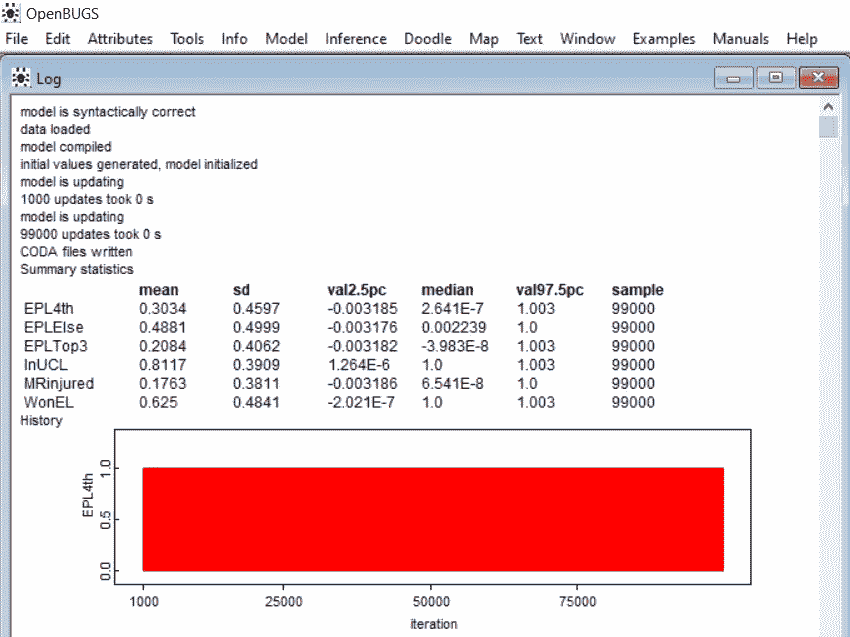 OpenBUGS
File Edit Attributes Tools Info Model Inference Doodle Map Text Window Examples Manuals Help
Log
model is syntactically correct
data loaded
model compiled
initial values generated, model initialized
model is updating
1000 updates took 0 s
model is updating
99000 updates took 0 s
CODA files written
Summary statistics
mean sd val2.5pc median val97.5pc sample
EPL4th 0.3034 0.4597 -0.003185 2.641E-7 1.003 99000
EPLElse 0.4881 0.4999 -0.003176 0.002239 1.0 99000
EPLTop3 0.2084 0.4062 -0.003182 -3.983E-8 1.003 99000
InUCL 0.8117 0.3909 1.264E-6 1.0 1.003 99000
MRinjured 0.1763 0.3811 -0.003186 6.541E-8 1.0 99000
WonEL 0.625 0.4841 -2.021E-7 1.0 1.003 99000
History
EPL4th
1.0
0.5
0.0
1000 25000 50000 75000
iteration